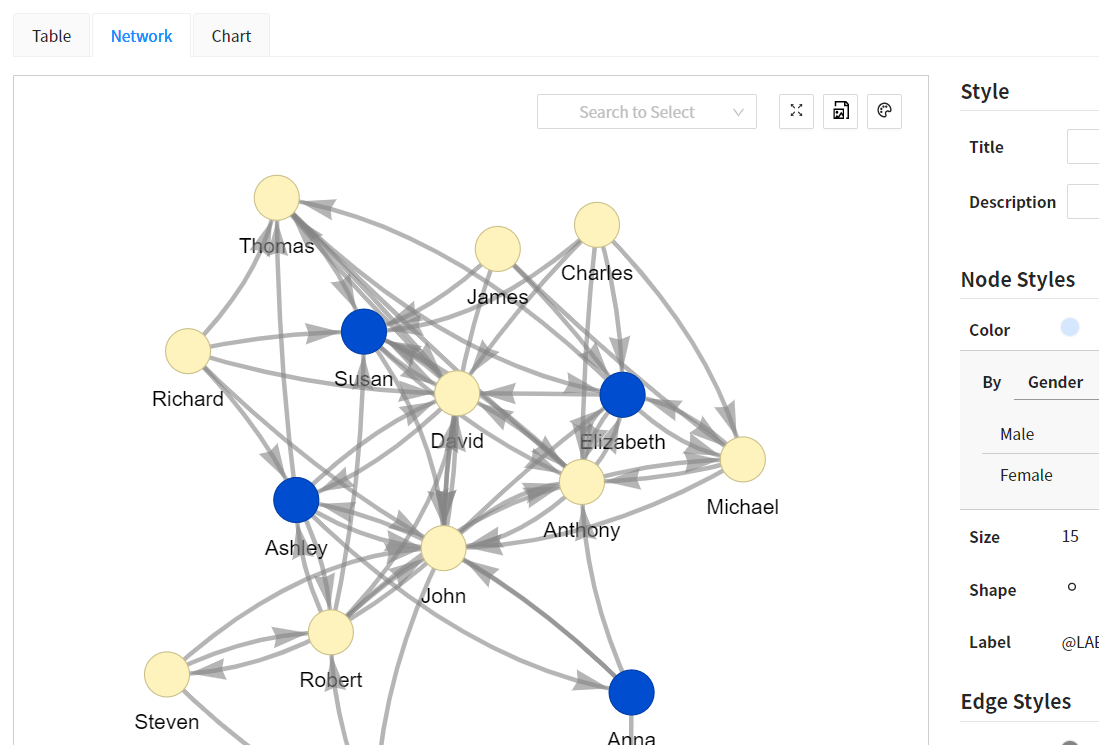 Table
Network
Chart
Search to Select
Style
Title
Description
Thomas
Charles
James
Node Styles
Color
Susan
Richard
By
Gender
David
Elizabeth
Male
Female
Michael
Anthony
Ashley
Size
15
John
Shape
Label
@LAB
Robert
Steven
Edge Styles
Anna